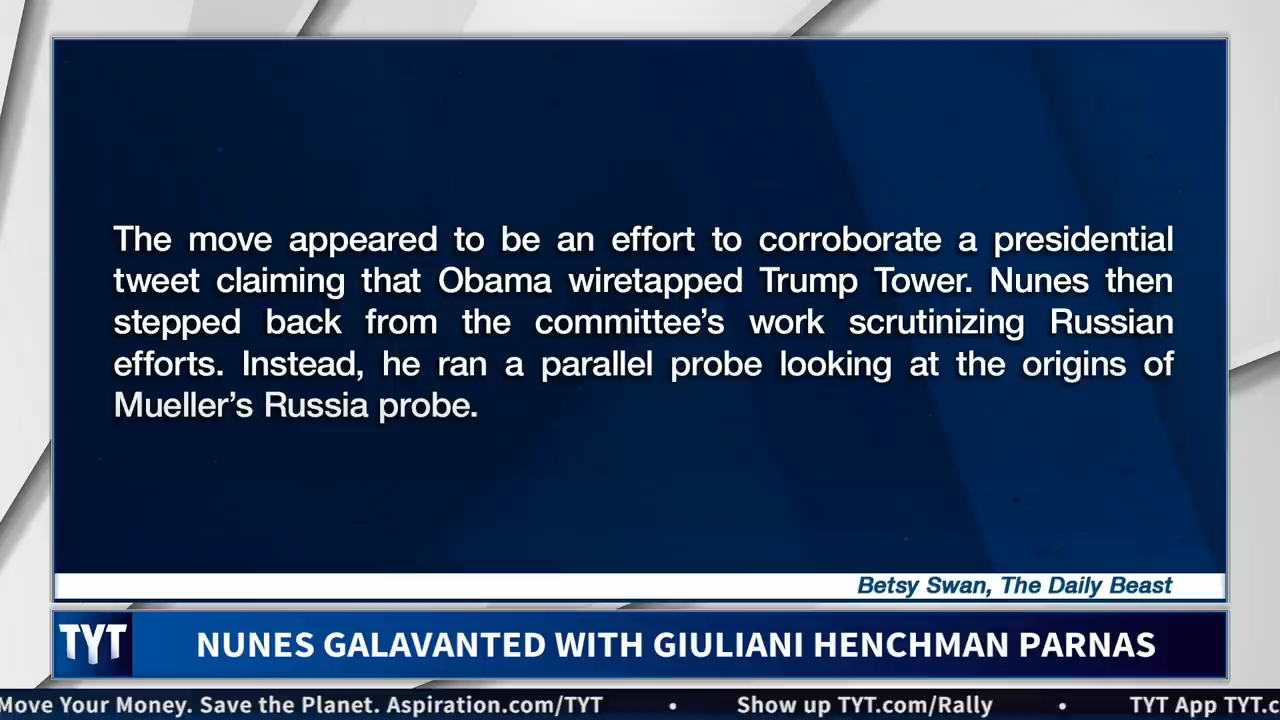 The move appeared to be an effort to corroborate a presidential
tweet claiming that Obama wiretapped Trump Tower. Nunes then
stepped back from the committee's work scrutinizing Russian
efforts. Instead, he ran a parallel probe looking at the origins of
Mueller's Russia probe.
Betsy Swan, The Daily Beast
TYT NUNES GALAVANTED WITH GIULIANI HENCHMAN PARNAS
Move Your Money. Save the Planet. Aspiration.com/TYT • Show up TYT.com/Rally • TYT App TYT.c